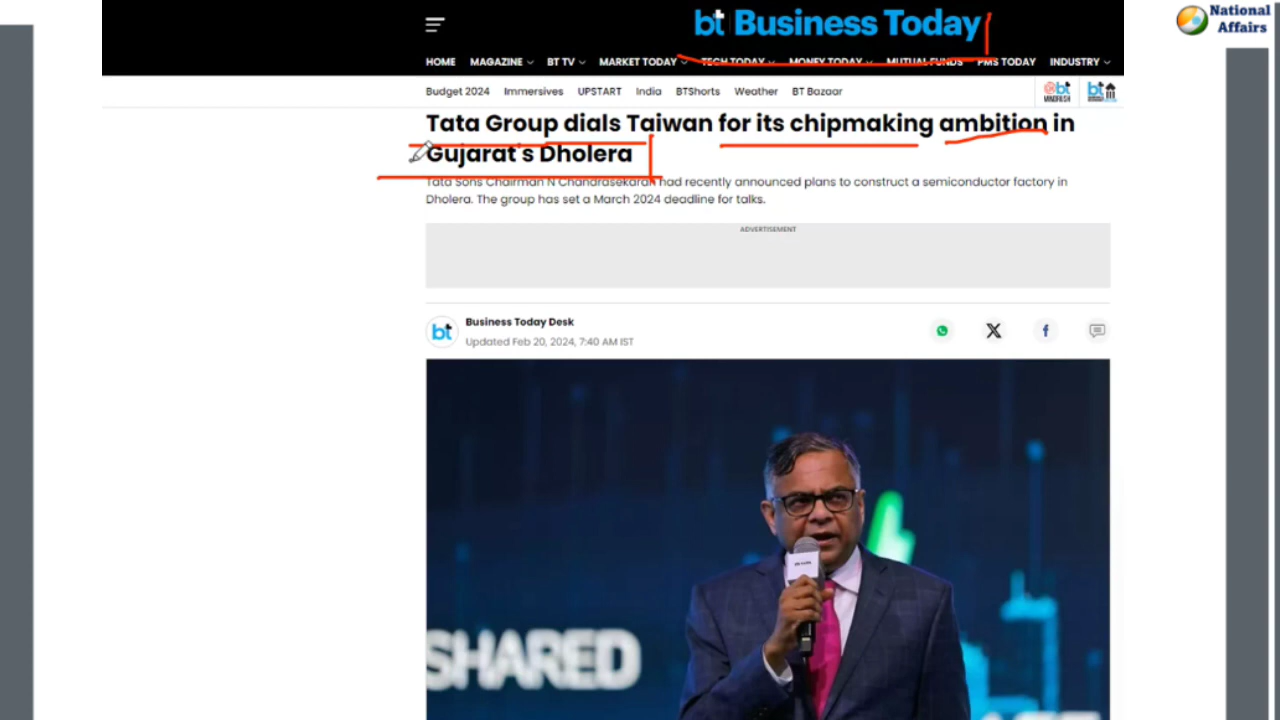 bt Business Today
National
Affairs
HOME MAGAZINE BT TV MARKET TODAY TECH TODAY MONEY TODAY MUTUAL FUNDS PMS TODAY INDUSTRY
Budget 2024 Immersives UPSTART India BTShorts Weather BT Bazaar
bt MINDRUSH bt
Tata Group dials Taiwan for its chipmaking ambition in
Gujarat's Dholera
Tata Sons Chairman N Chandrasekaran had recently announced plans to construct a semiconductor factory in
Dholera. The group has set a March 2024 deadline for talks.
ADVERTISEMENT
bt
Business Today Desk
Updated Feb 20, 2024, 7:40 AM IST
SHARED